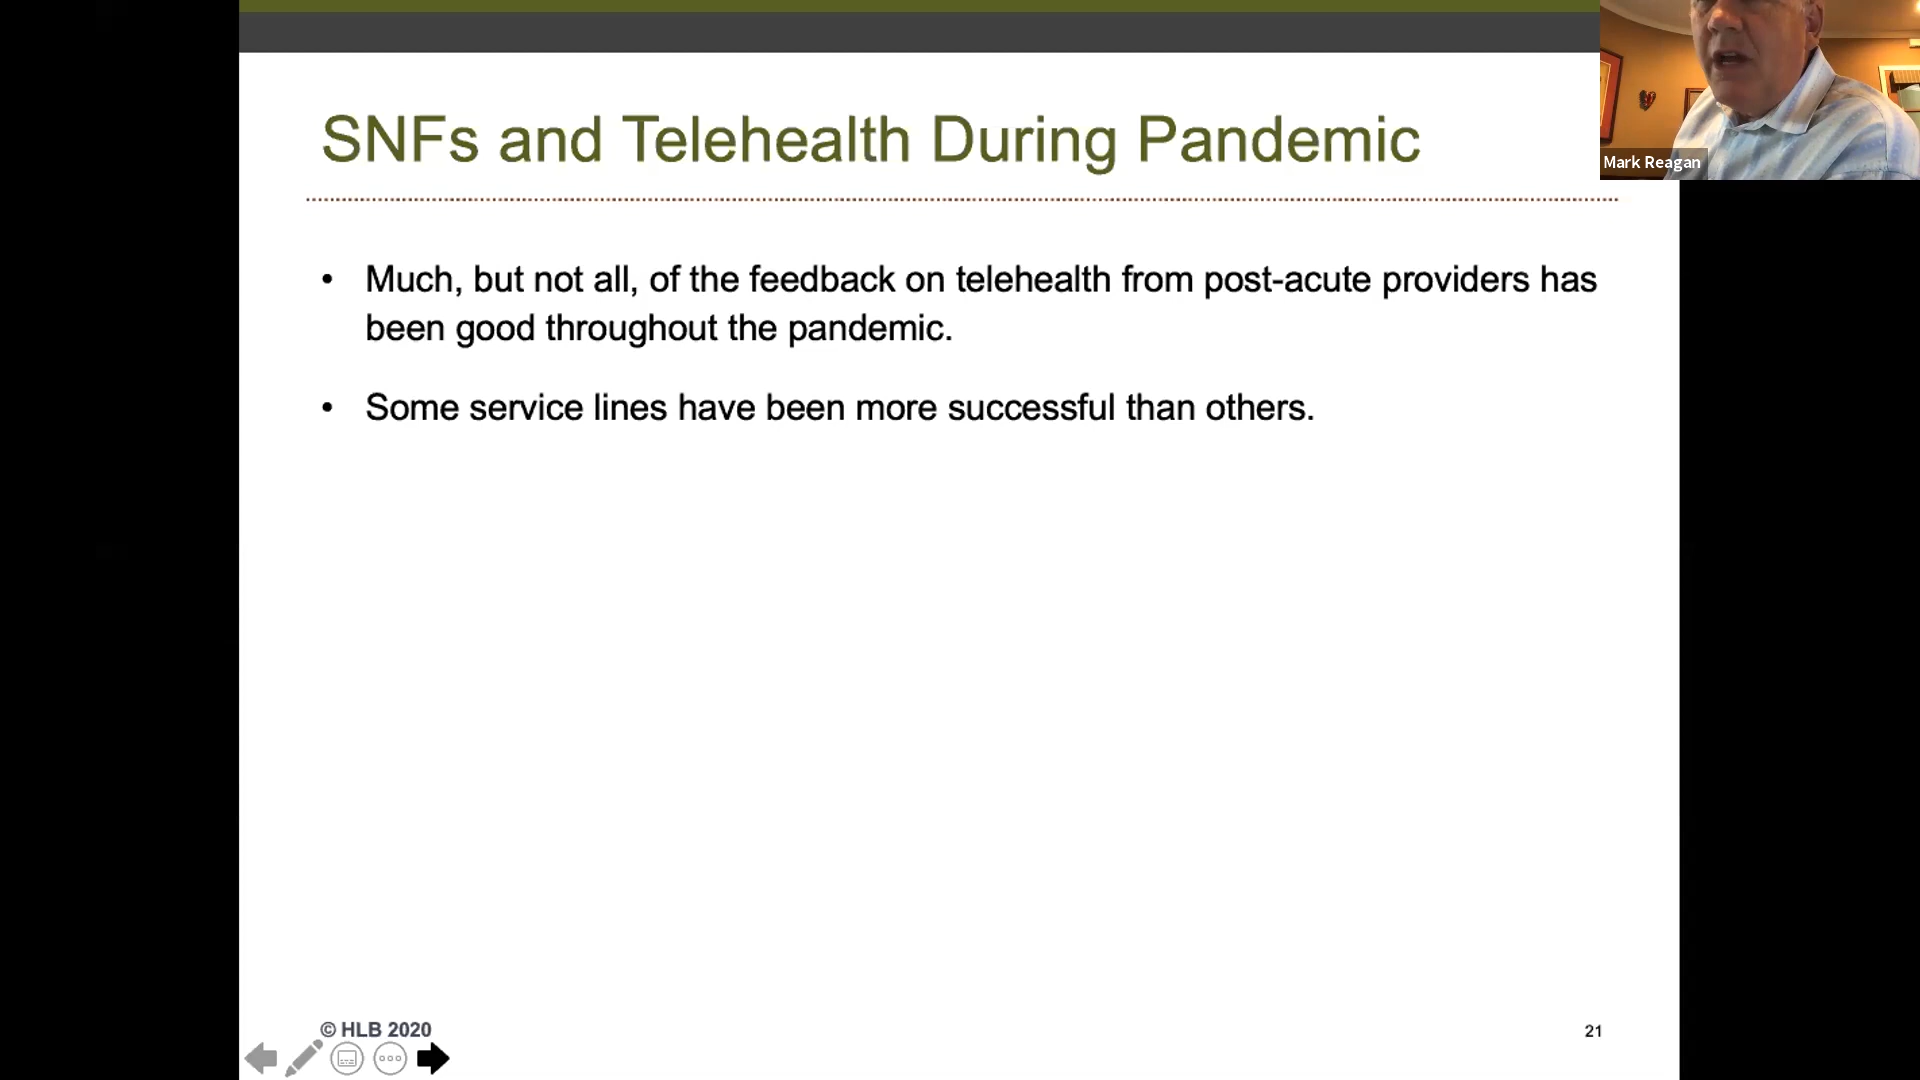 SNFs and Telehealth During Pandemic
Mark Reagan
• Much, but not all, of the feedback on telehealth from post-acute providers has
been good throughout the pandemic.
• Some service lines have been more successful than others.
© HLB 2020
21